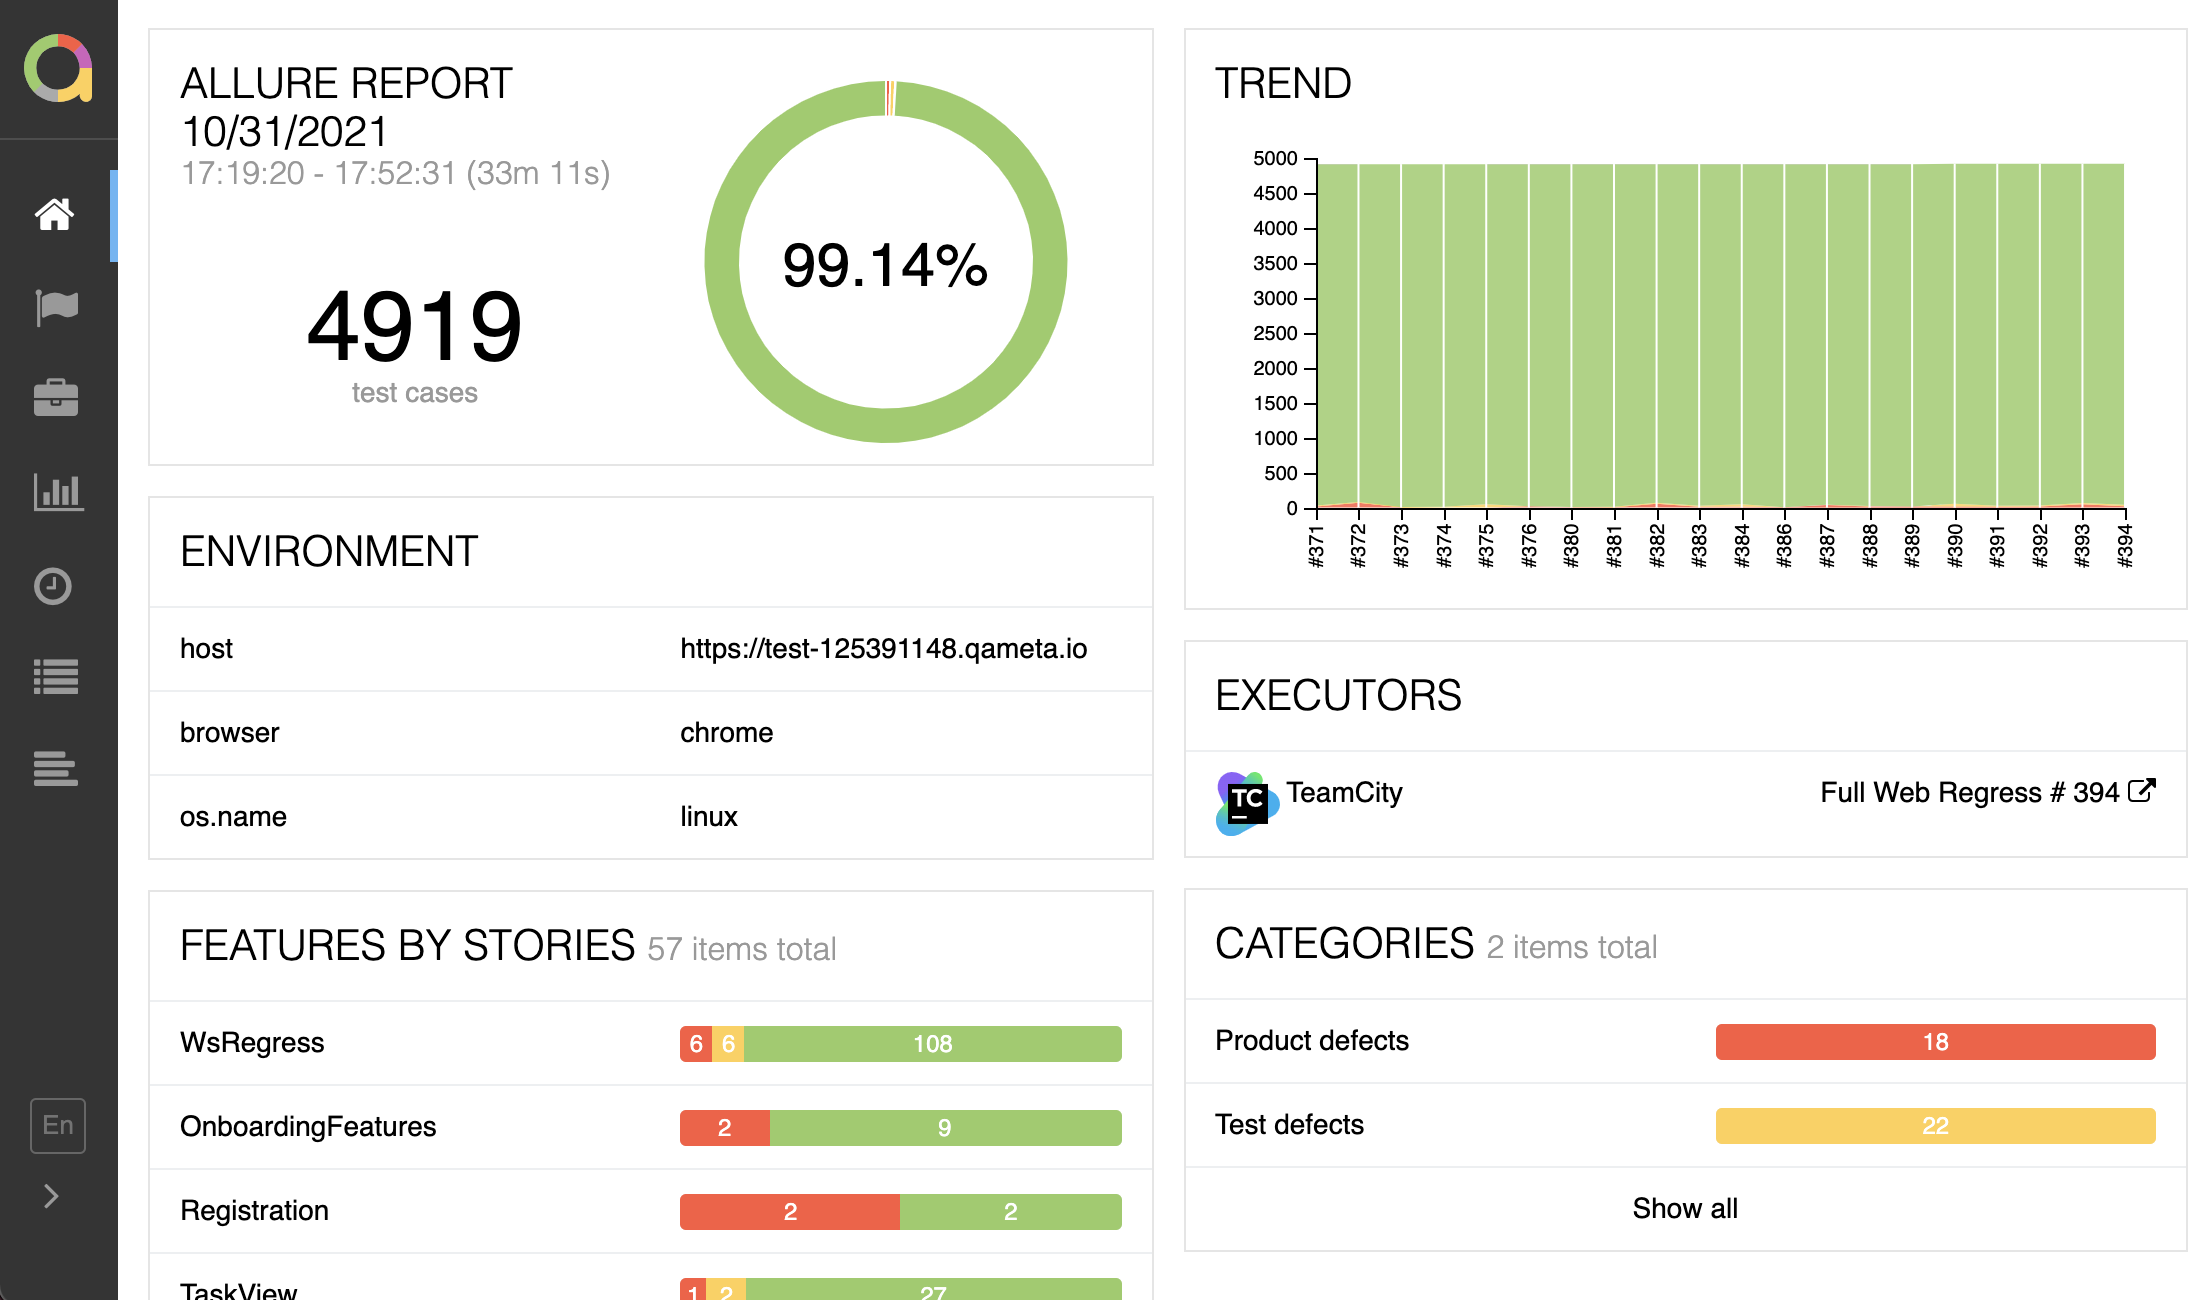 ALLURE REPORT
10/31/2021
17:19:20 - 17:52:31 (33m 11s)
4919
test cases
99.14%
ENVIRONMENT
host https://test-125391148.qameta.io
browser chrome
os.name linux
FEATURES BY STORIES 57 items total
WsRegress 6 6 108
OnboardingFeatures 2 9
Registration 2 2
TaskView 1 2 27
TREND
5000
4500
4000
3500
3000
2500
2000
1500
1000
500
0
#371 #372 #373 #374 #375 #376 #380 #381 #382 #383 #384 #386 #387 #388 #389 #390 #391 #392 #393 #394
EXECUTORS
TC TeamCity Full Web Regress # 394
CATEGORIES 2 items total
Product defects 18
Test defects 22
Show all
En